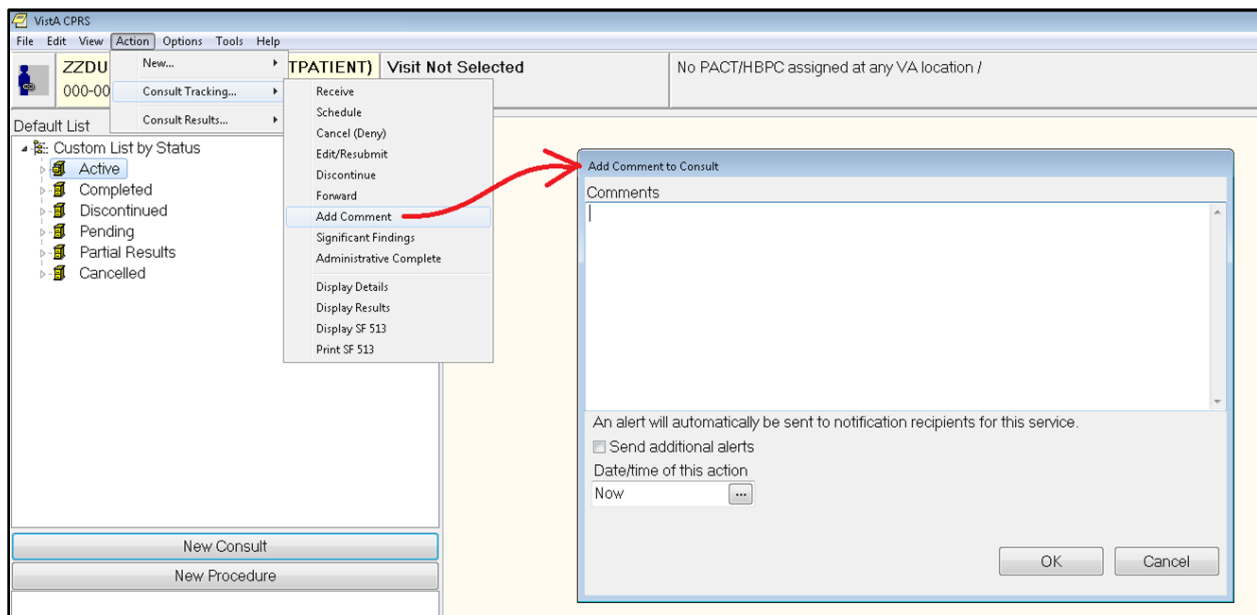 VistA CPRS
File Edit View Action Options Tools Help
ZZDU
TPATIENT) Visit Not Selected
No PACT/HBPC assigned at any VA location /
000-00
New...
Consult Tracking...
Consult Results...
Receive
Schedule
Cancel (Deny)
Edit/Resubmit
Discontinue
Forward
Add Comment
Significant Findings
Administrative Complete
Display Details
Display Results
Display SF 513
Print SF 513
Default List
Custom List by Status
Active
Completed
Discontinued
Pending
Partial Results
Cancelled
New Consult
New Procedure
Add Comment to Consult
Comments
An alert will automatically be sent to notification recipients for this service.
Send additional alerts
Date/time of this action
Now
...
OK Cancel